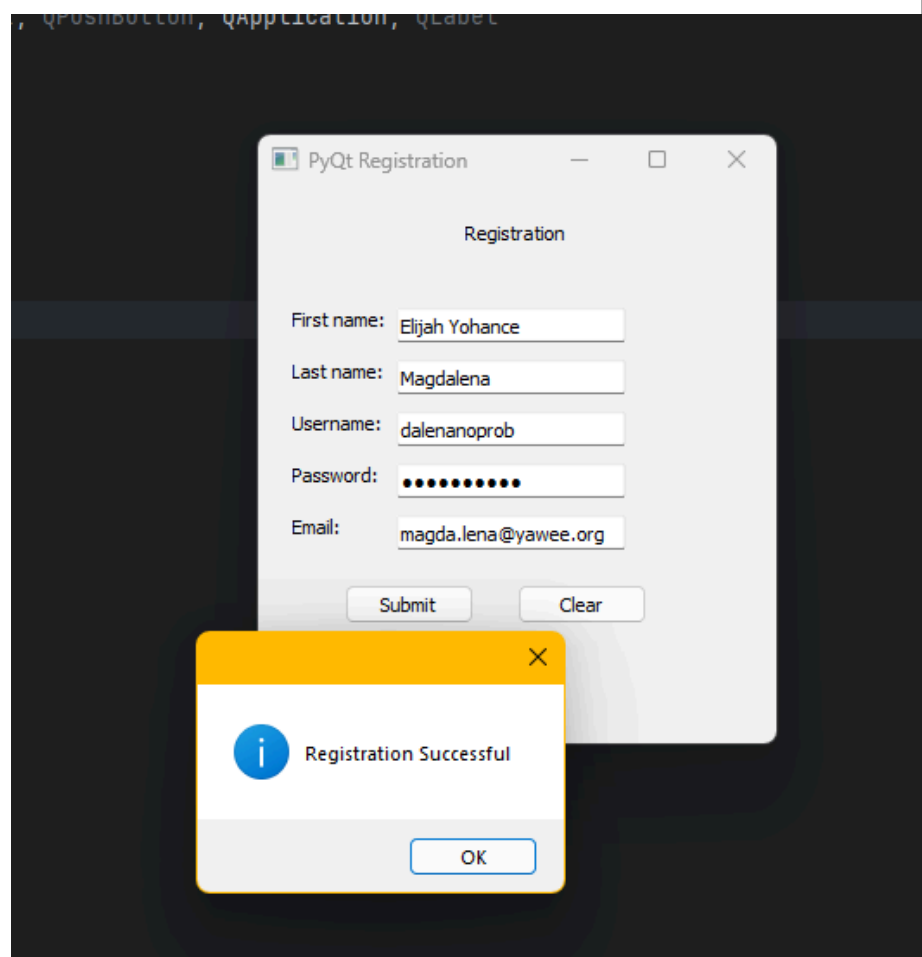 , QPushButton, QApplication, QLabel
PyQt Registration
Registration
First name: Elijah Yohance
Last name: Magdalena
Username: dalenanoprob
Password: ●●●●●●●●●●
Email: magda.lena@yawee.org
Submit Clear
Registration Successful
OK